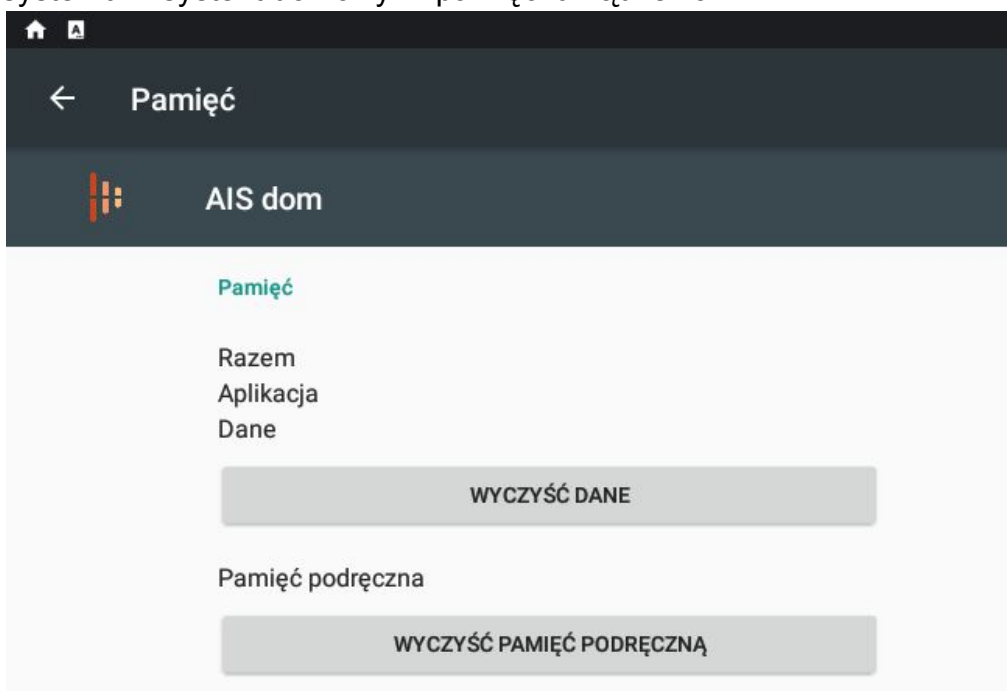 Pamięć
AIS dom
Pamięć
Razem
Aplikacja
Dane
WYCZYŚĆ DANE
Pamięć podręczna
WYCZYŚĆ PAMIĘĆ PODRĘCZNĄ